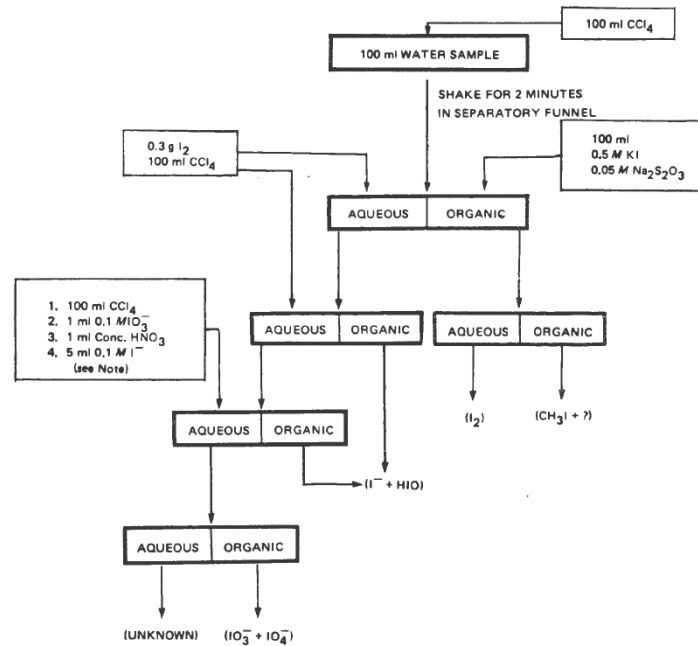 100 ml CCl₄
100 ml WATER SAMPLE
SHAKE FOR 2 MINUTES
IN SEPARATORY FUNNEL
0.3 g I₂
100 ml CCl₄
100 ml
0.5 M KI
0.05 M Na₂S₂O₃
AQUEOUS ORGANIC
1. 100 ml CCl₄
2. 1 ml 0.1 M IO₃⁻
3. 1 ml Conc. HNO₃
4. 5 ml 0.1 M I⁻
(see Note)
AQUEOUS ORGANIC
AQUEOUS ORGANIC
(I₂)
(CH₃I + ?)
AQUEOUS ORGANIC
(I⁻ + HIO)
AQUEOUS ORGANIC
(UNKNOWN)
(IO₃⁻ + IO₄⁻)